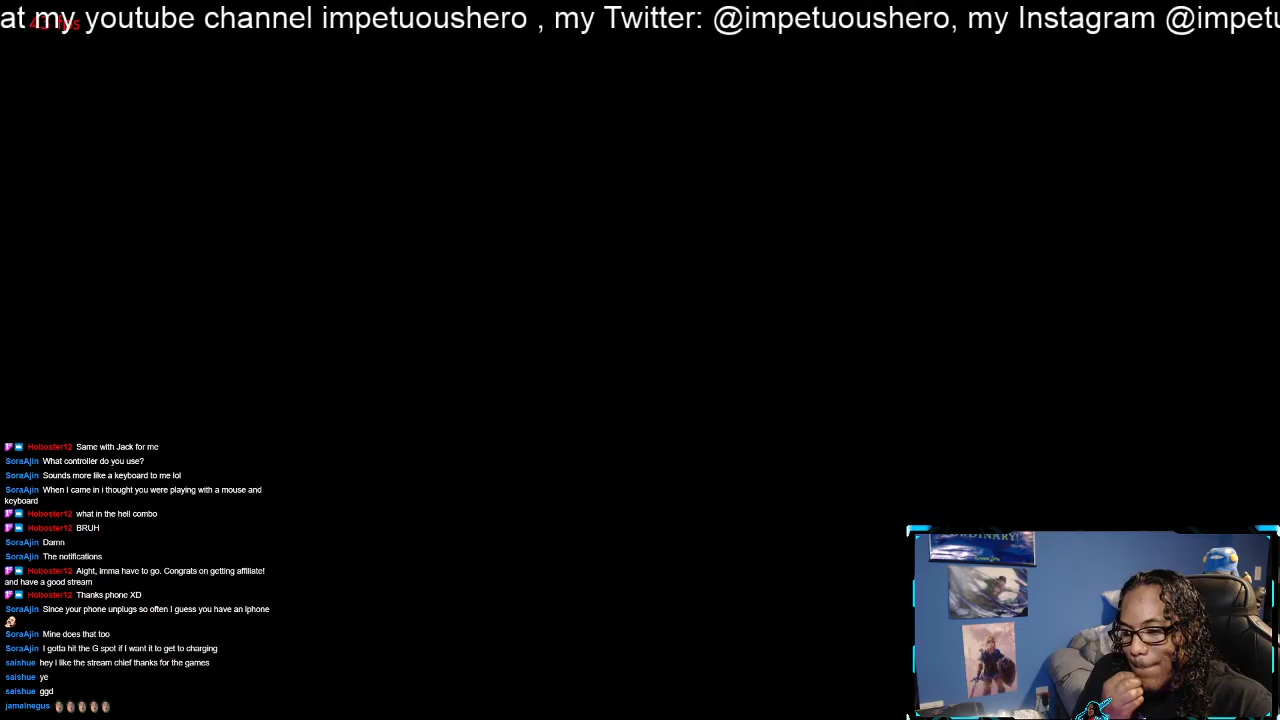 at my youtube channel impetuoushero , my Twitter: @impetuoushero, my Instagram @impetu
Hoboster12 Same with Jack for me
SoraAjin What controller do you use?
SoraAjin Sounds more like a keyboard to me lol
SoraAjin When I came in i thought you were playing with a mouse and
keyboard
Hoboster12 what in the hell combo
Hoboster12 BRUH
SoraAjin Damn
SoraAjin The notifications
Hoboster12 Aight, imma have to go. Congrats on getting affiliate!
and have a good stream
Hoboster12 Thanks phone XD
SoraAjin Since your phone unplugs so often I guess you have an iphone
SoraAjin Mine does that too
SoraAjin I gotta hit the G spot if I want it to get to charging
saishue hey i like the stream chief thanks for the games
saishue ye
saishue ggd
jamalnegus
ORDINARY!